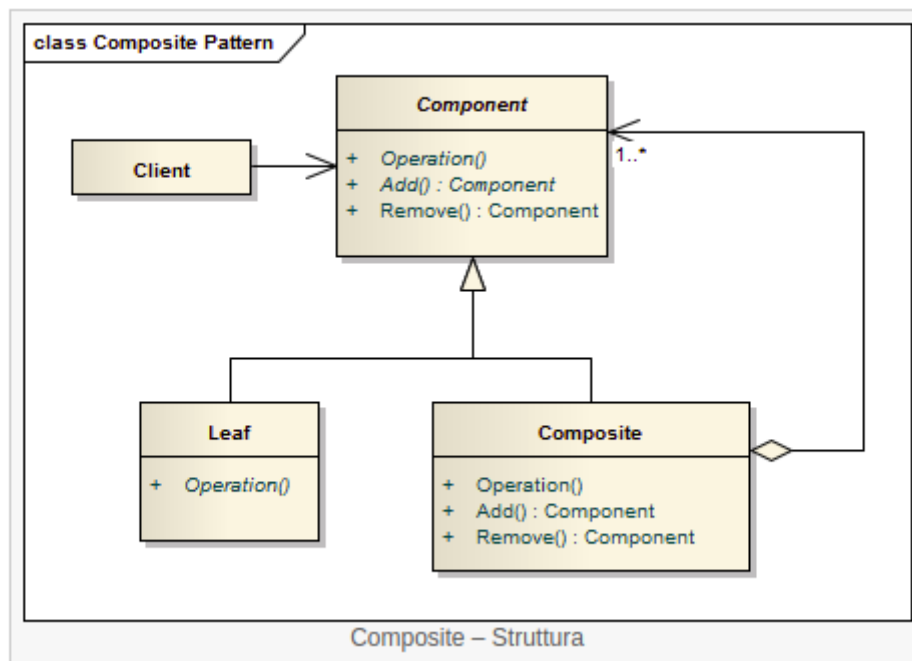 class Composite Pattern
Component
+ Operation()
+ Add() : Component
+ Remove() : Component
Client
1..*
Leaf
+ Operation()
Composite
+ Operation()
+ Add() : Component
+ Remove() : Component
Composite – Struttura